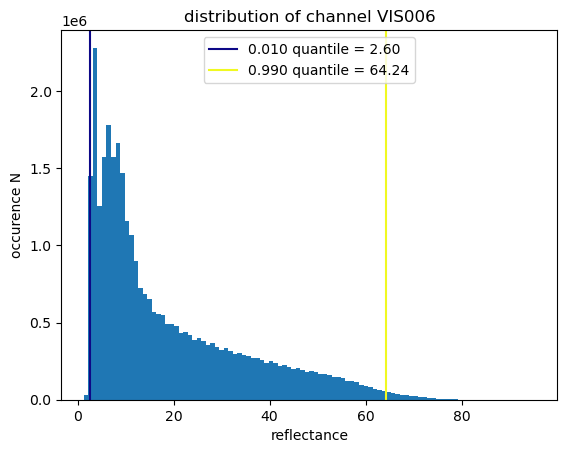 distribution of channel VIS006
1e6
0.010 quantile = 2.60
0.990 quantile = 64.24
2.0
1.5
1.0
0.5
0.0
occurence N
0 20 40 60 80
reflectance